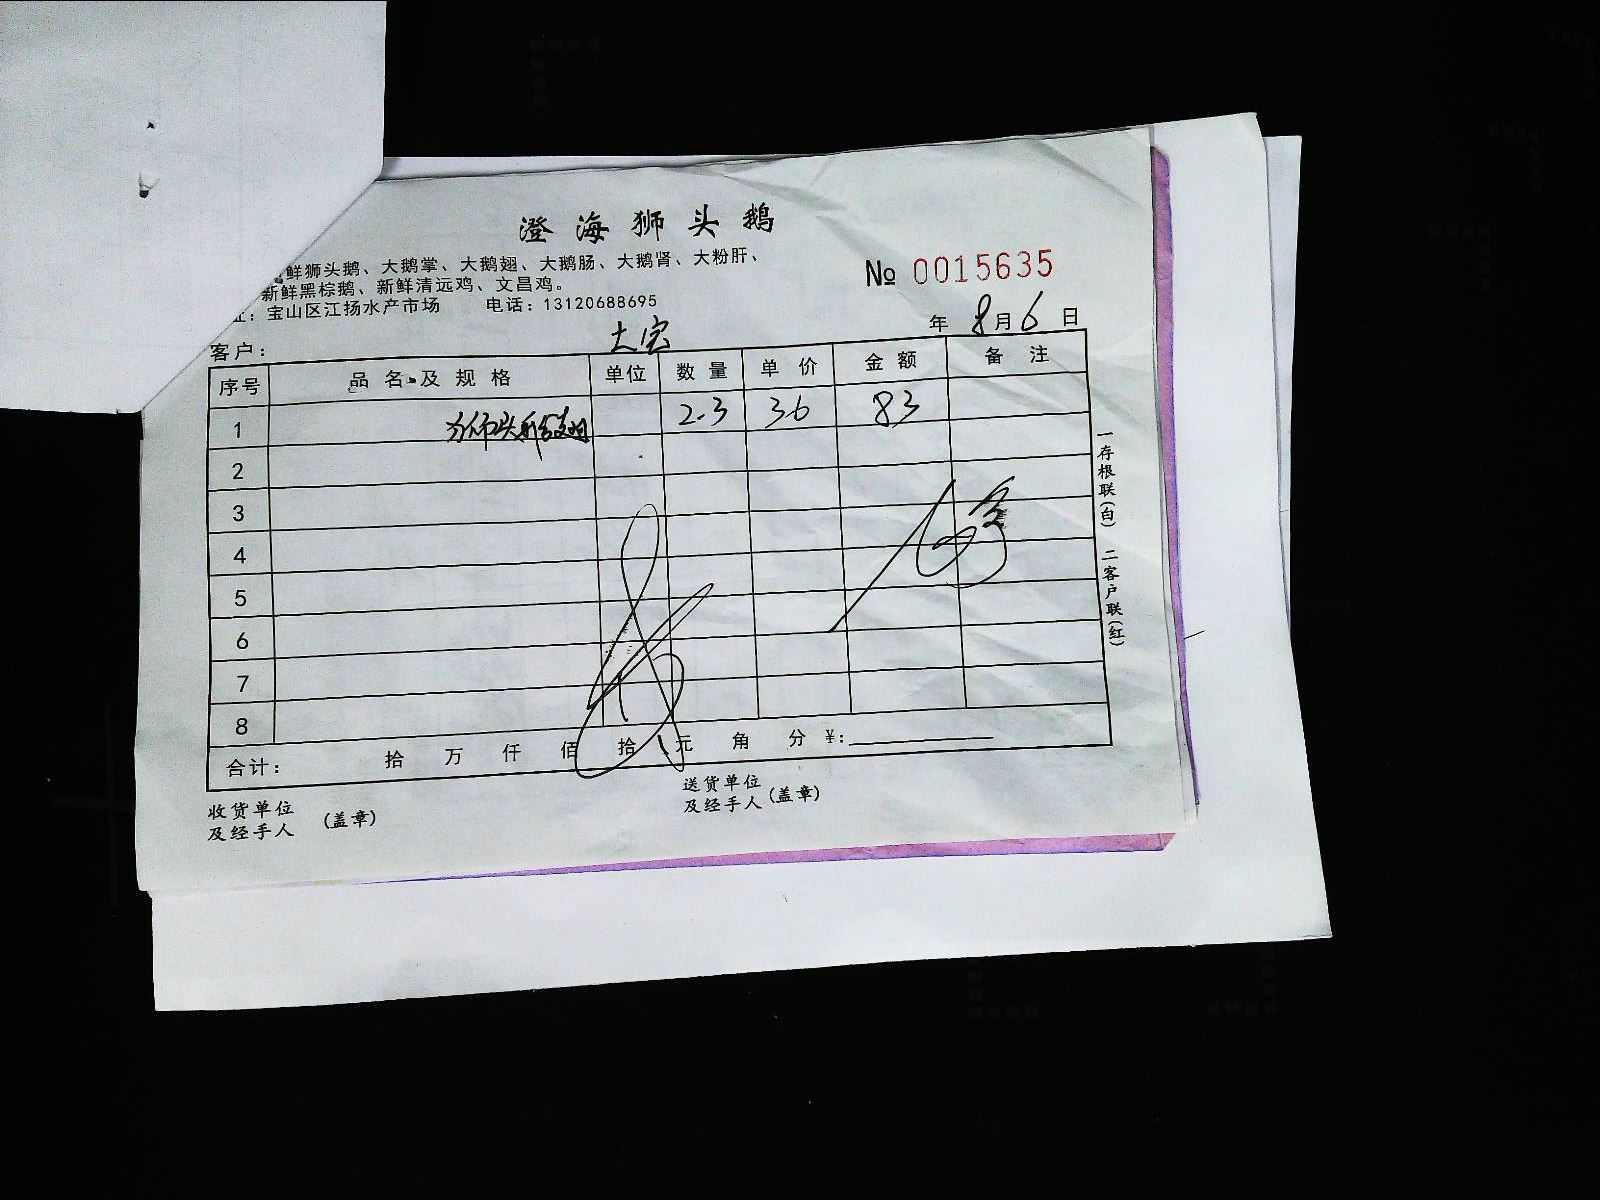 澄海狮头鹅
鲜狮头鹅、大鹅掌、大鹅翅、大鹅肠、大鹅肾、大粉肝、
新鲜黑棕鹅、新鲜清远鸡、文昌鸡。
址：宝山区江扬水产市场 电话：13120688695
№ 0015635
年 8月6日
客户： 大宝
序号 品名及规格 单位 数量 单价 金额 备注
1 狮头鹅翅 2.3 36 83
2
3
4
5
6
7
8
合计： 拾 万 仟 佰 拾 元 角 分 ¥:
收货单位
及经手人 (盖章)
送货单位
及经手人 (盖章)
一存根联(白) 二客户联(红)